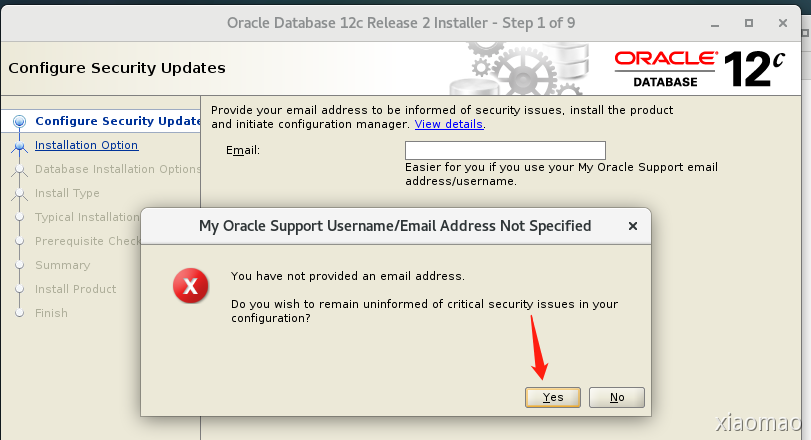 Oracle Database 12c Release 2 Installer - Step 1 of 9
Configure Security Updates
ORACLE
DATABASE
12c
Configure Security Update
Installation Option
Database Installation Options
Install Type
Typical Installation
Prerequisite Check
Summary
Install Product
Finish
Provide your email address to be informed of security issues, install the product
and initiate configuration manager. View details.
Email:
Easier for you if you use your My Oracle Support email
address/username.
My Oracle Support Username/Email Address Not Specified
You have not provided an email address.
Do you wish to remain uninformed of critical security issues in your
configuration?
Yes
No
xiaomao